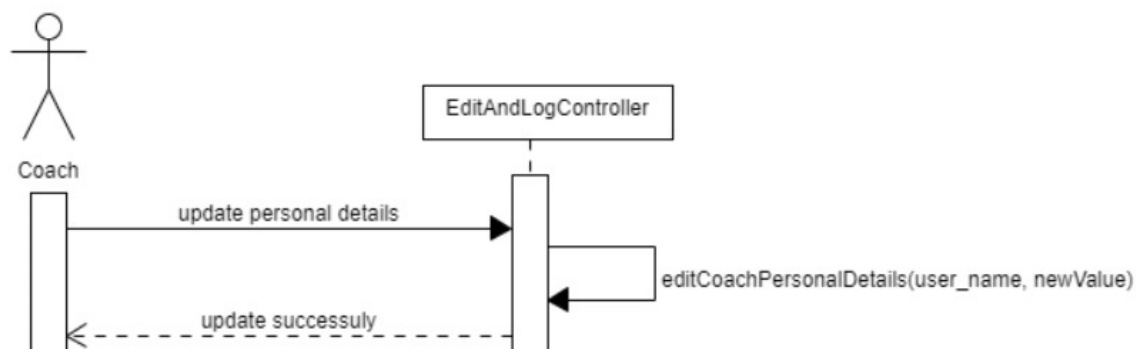 EditAndLogController
Coach
update personal details
editCoachPersonalDetails(user_name, newValue)
update successuly